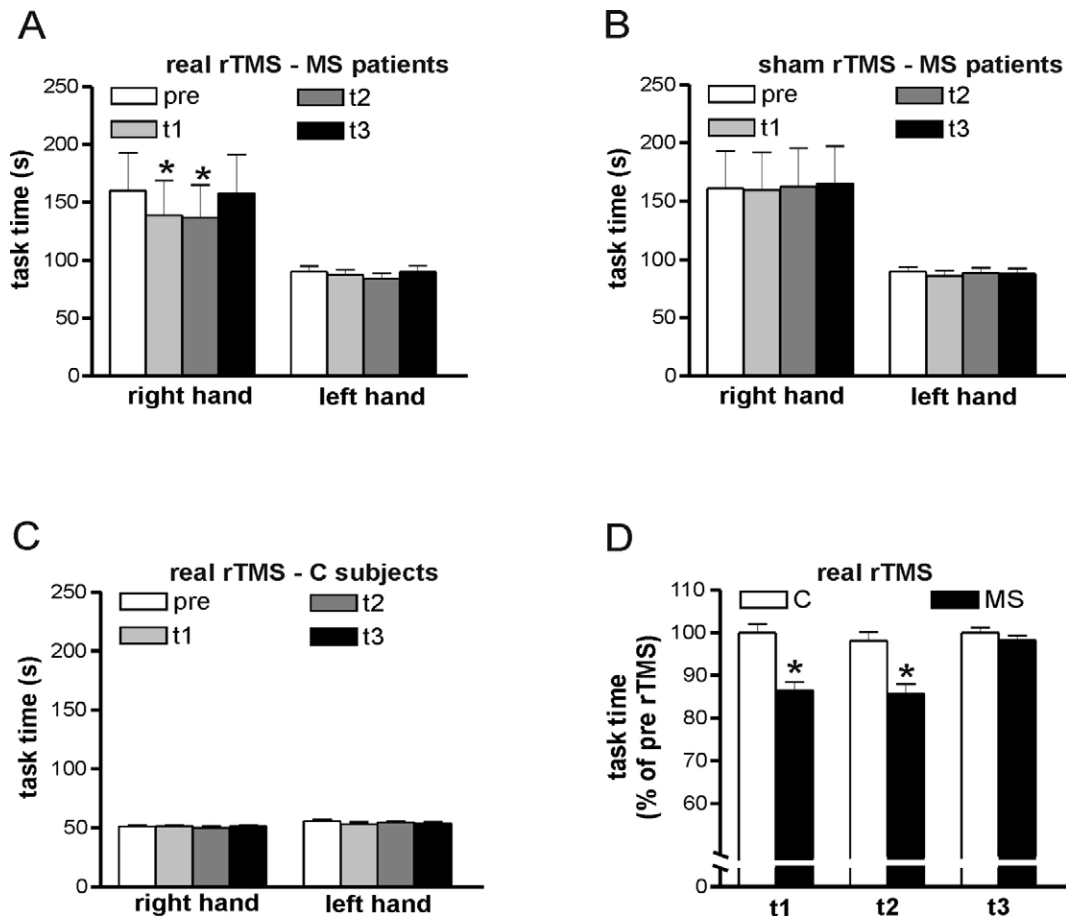 A
real rTMS - MS patients
250
pre
t2
200
t1
t3
150
* *
100
50
0
task time (s)
right hand
left hand
B
sham rTMS - MS patients
250
pre
t2
200
t1
t3
150
100
50
0
task time (s)
right hand
left hand
C
real rTMS - C subjects
250
pre
t2
200
t1
t3
150
100
50
0
task time (s)
right hand
left hand
D
real rTMS
110
C
MS
100
90
* *
80
70
60
0
task time
(% of pre rTMS)
t1
t2
t3